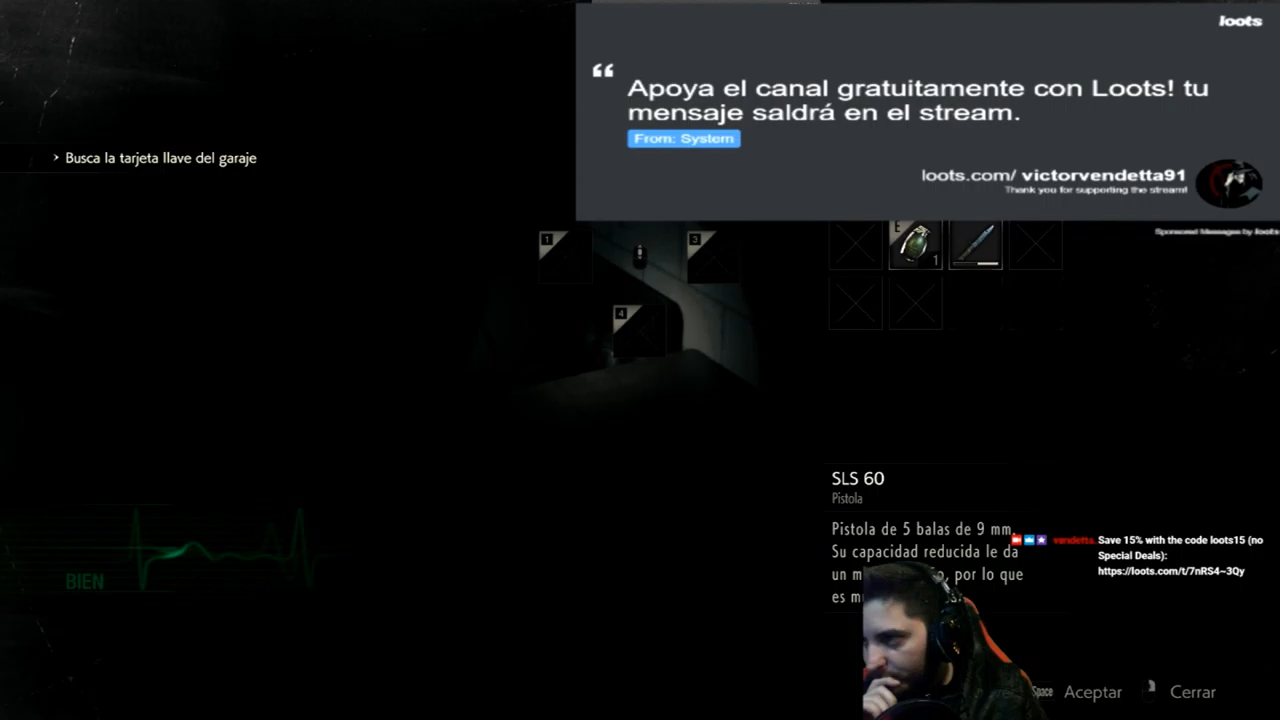 loots
“
Apoya el canal gratuitamente con Loots! tu
mensaje saldrá en el stream.
From: System
loots.com/ victorvendetta91
Thank you for supporting the stream!
Sponsored Messages by loots
› Busca la tarjeta llave del garaje
1
3
4
E
1
SLS 60
Pistola
Pistola de 5 balas de 9 mm.
Su capacidad reducida le da
un m o, por lo que
es m
vendetta Save 15% with the code loots15 (no
Special Deals):
https://loots.com/t/7nRS4~3Qy
BIEN
Space Aceptar Cerrar